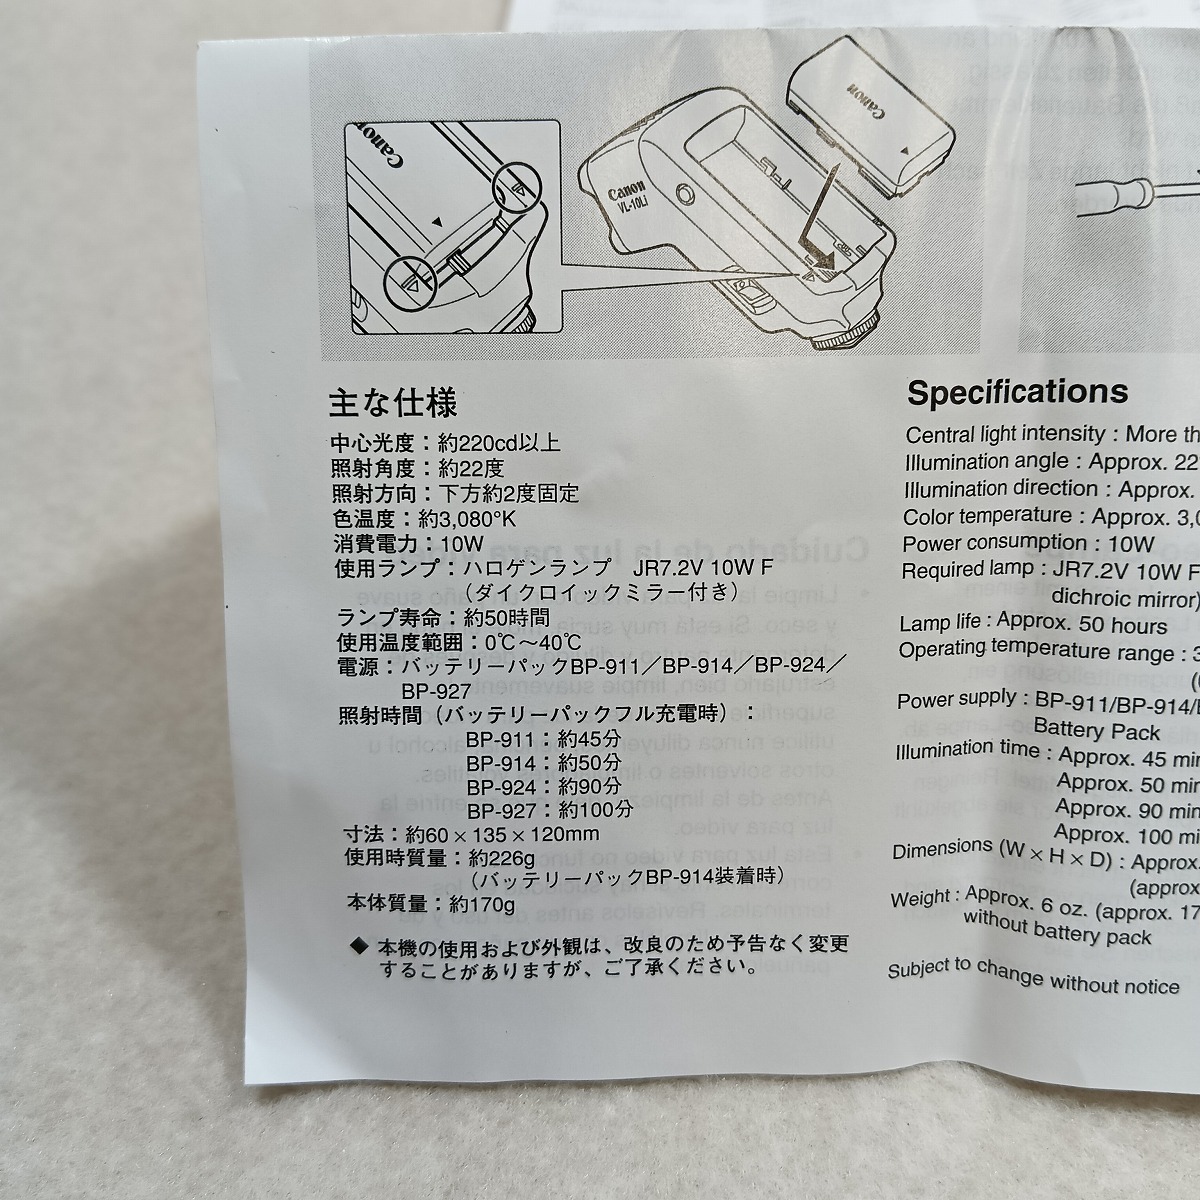 Canon
Canon
VL-10Li
Canon
主な仕様
中心光度：約220cd以上
照射角度：約22度
照射方向：下方約2度固定
色温度：約3,080°K
消費電力：10W
使用ランプ：ハロゲンランプ　JR7.2V 10W F
（ダイクロイックミラー付き）
ランプ寿命：約50時間
使用温度範囲：0℃〜40℃
電源：バッテリーパックBP-911／BP-914／BP-924／
BP-927
照射時間（バッテリーパックフル充電時）：
BP-911：約45分
BP-914：約50分
BP-924：約90分
BP-927：約100分
寸法：約60×135×120mm
使用時質量：約226g
（バッテリーパックBP-914装着時）
本体質量：約170g
◆ 本機の使用および外観は、改良のため予告なく変更
することがありますが、ご了承ください。
Specifications
Central light intensity : More
Illumination angle : Approx. 22
Illumination direction : Approx.
Color temperature : Approx.
Power consumption : 10W
Required lamp : JR7.2V 10W F
dichroic mirror)
Lamp life : Approx. 50 hours
Operating temperature range :
Power supply : BP-911/BP-914/
Battery Pack
Illumination time : Approx. 45
Approx. 50
Approx. 90
Approx. 100
Dimensions (W × H × D) : Approx.
(approx.
Weight : Approx. 6 oz. (approx.
without battery pack
Subject to change without notice